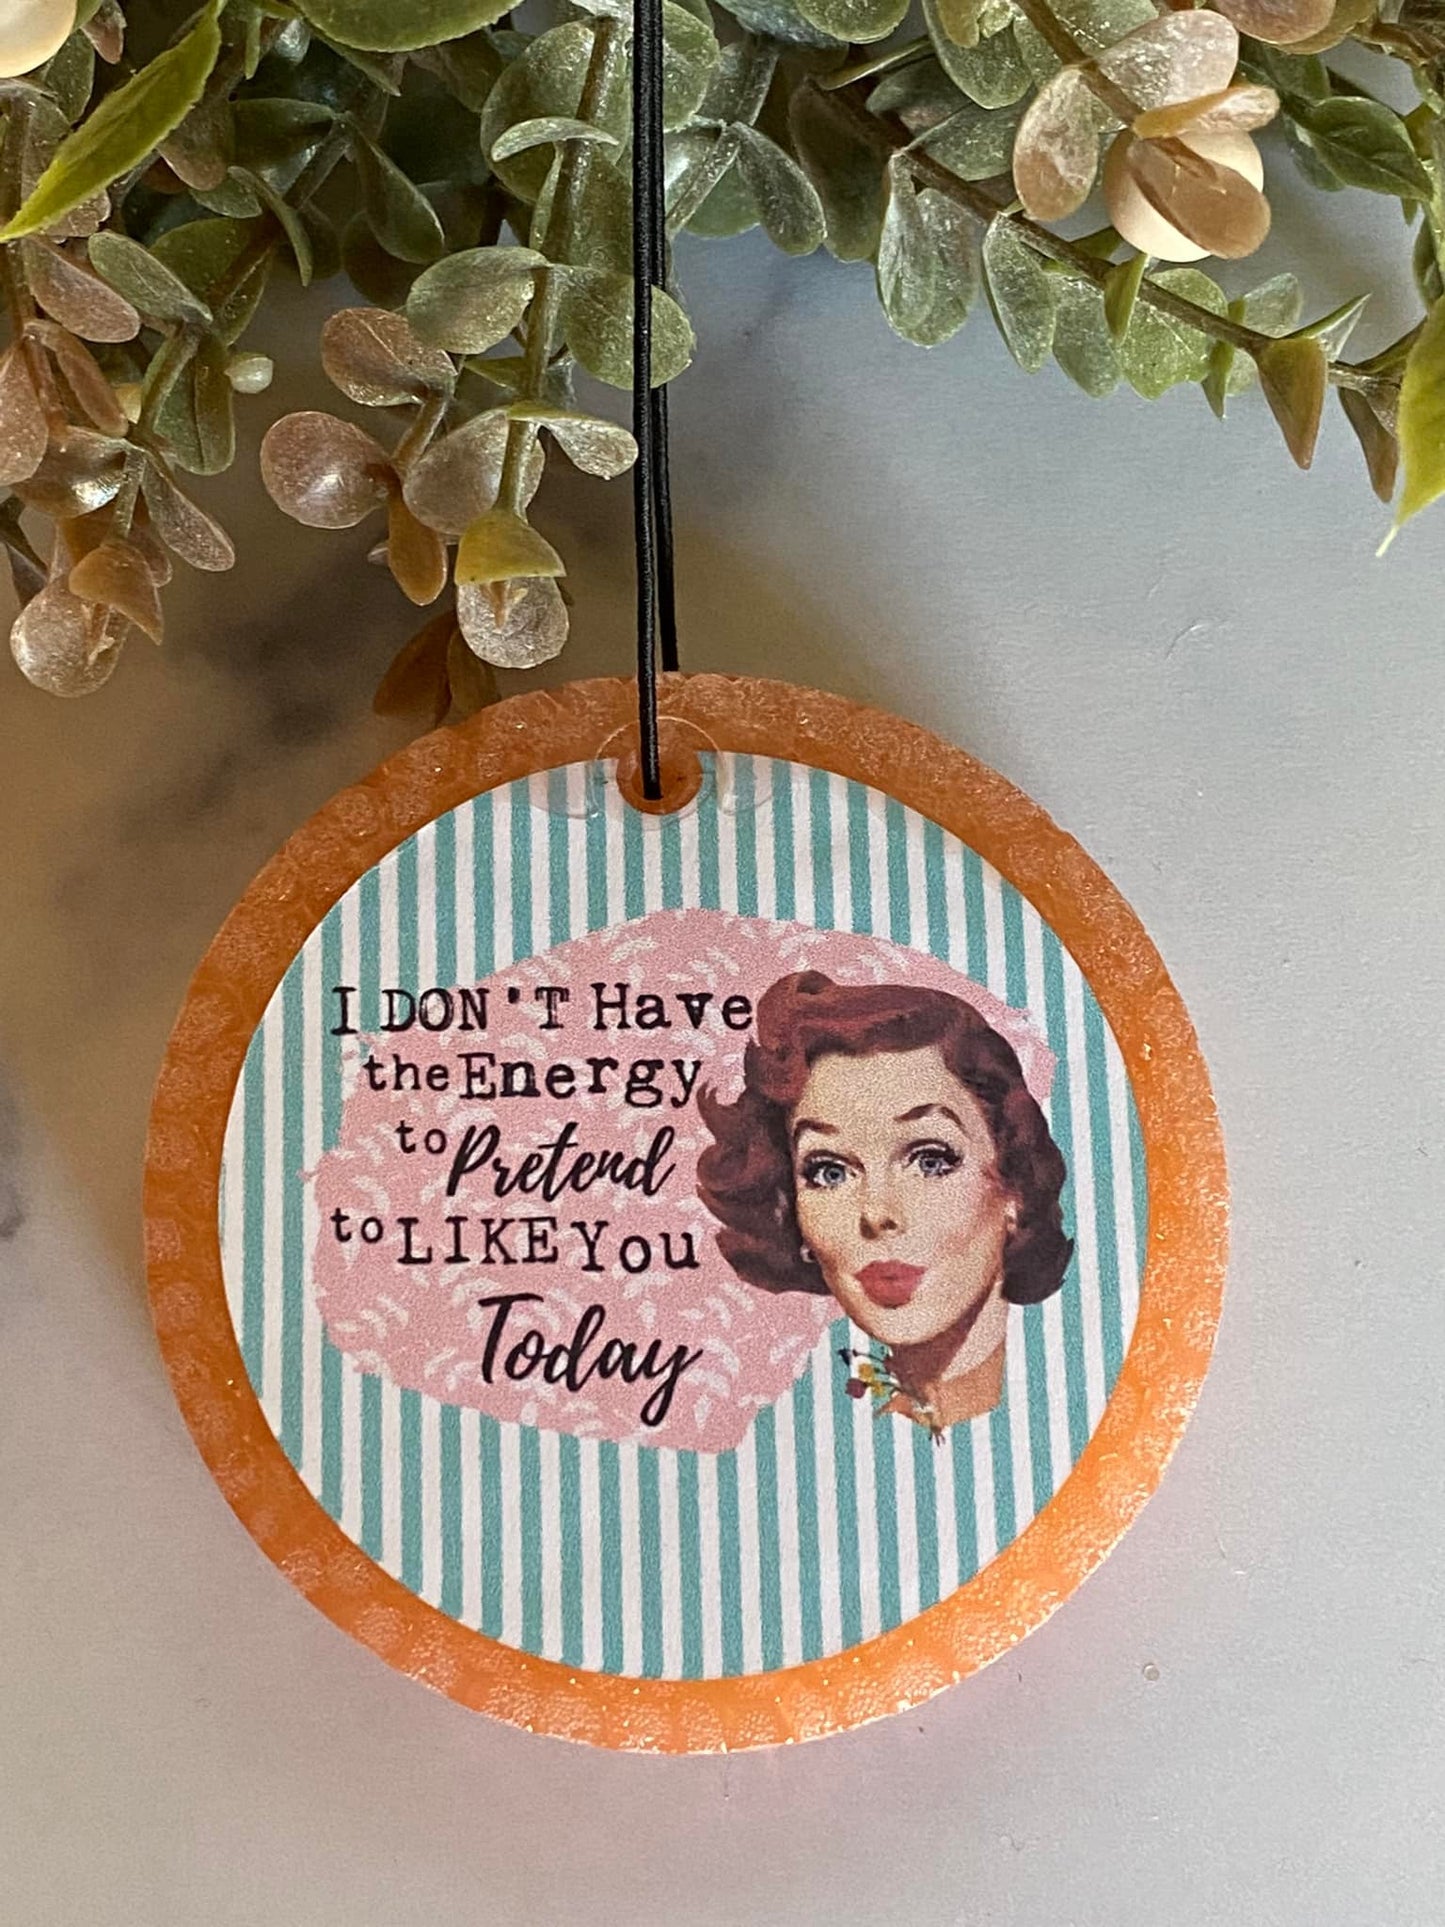 I DON'T Have
the Energy
to Pretend
to LIKE You
Today